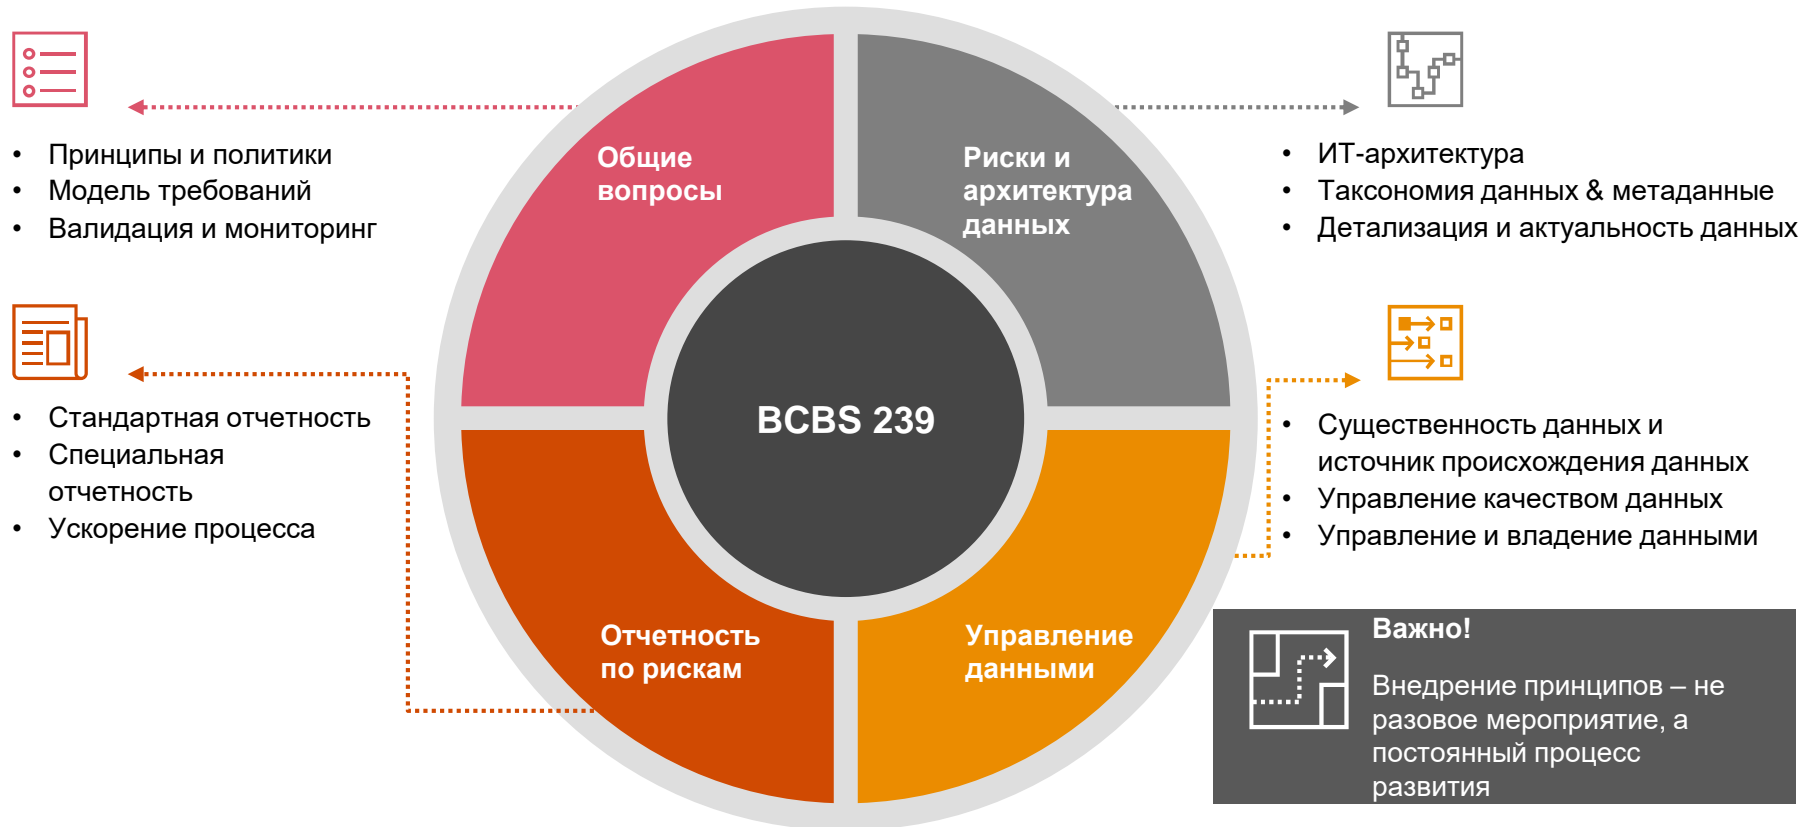 Общие
вопросы
Риски и
архитектура
данных
• Принципы и политики
• Модель требований
• Валидация и мониторинг
• ИТ-архитектура
• Таксономия данных & метаданные
• Детализация и актуальность данных
BCBS 239
• Стандартная отчетность
• Специальная
отчетность
• Ускорение процесса
• Существенность данных и
источник происхождения данных
• Управление качеством данных
• Управление и владение данными
Отчетность
по рискам
Управление
данными
Важно!
Внедрение принципов – не
разовое мероприятие, а
постоянный процесс
развития